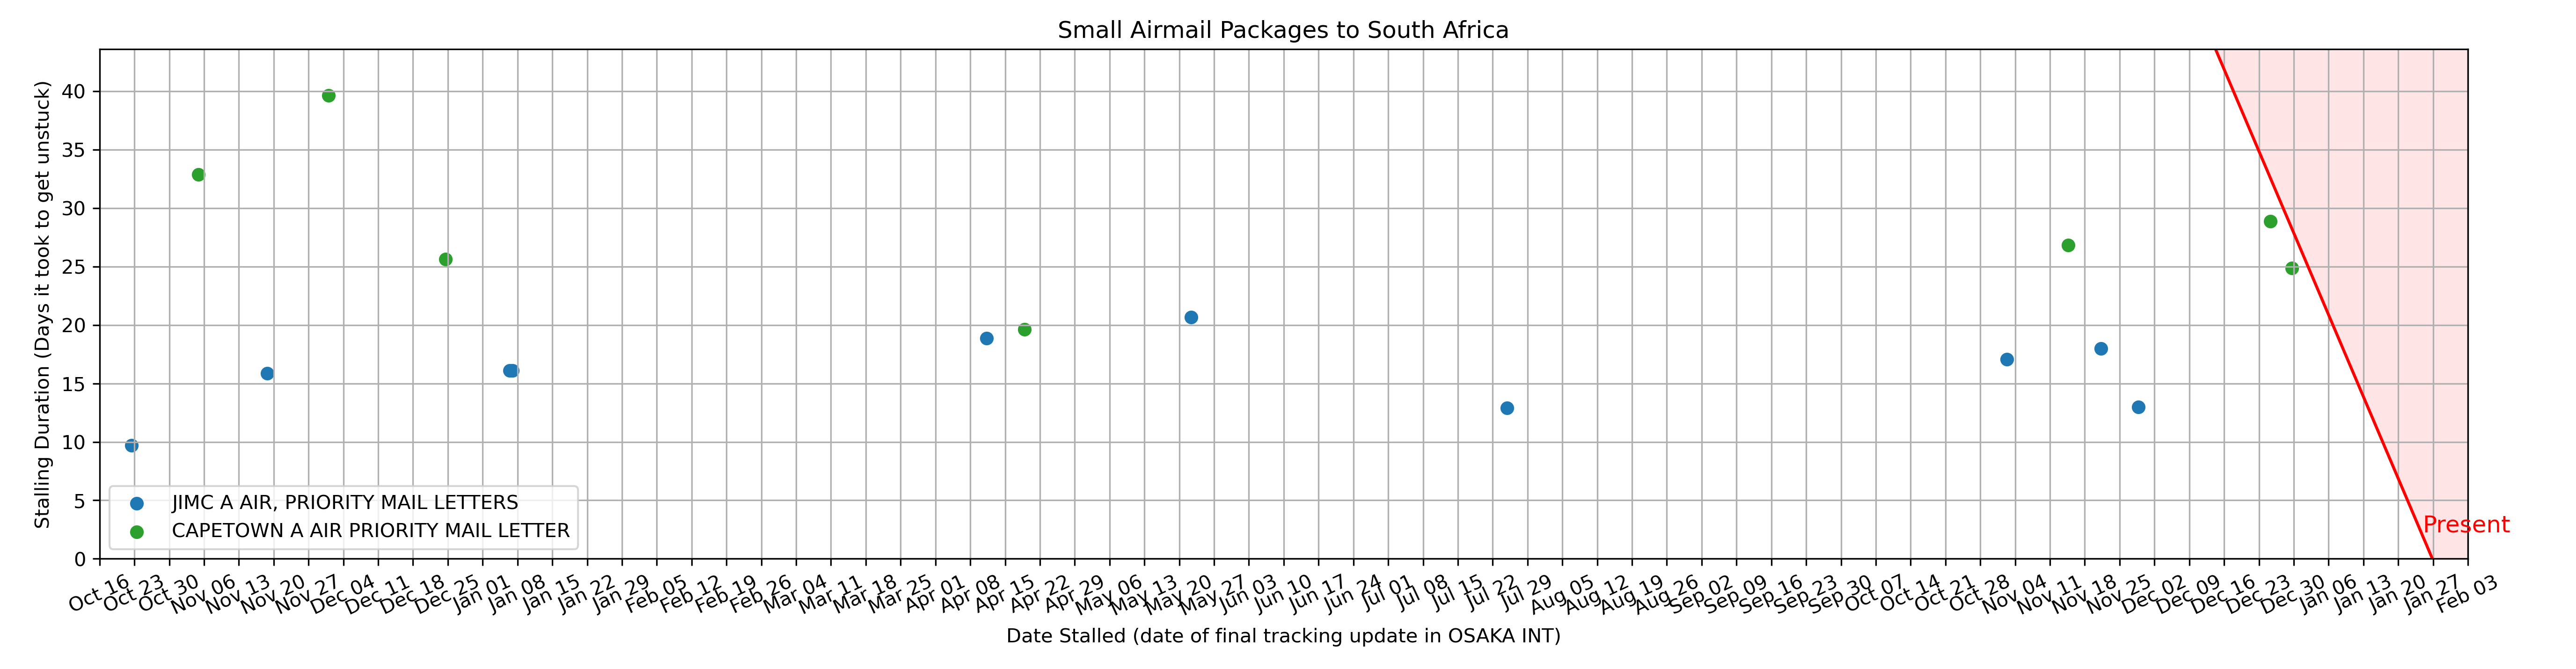 Small Airmail Packages to South Africa
Stalling Duration (Days it took to get unstuck)
40
35
30
25
20
15
10
5
0
JIMC A AIR, PRIORITY MAIL LETTERS
CAPETOWN A AIR PRIORITY MAIL LETTER
Present
Oct 16
Oct 23
Oct 30
Nov 06
Nov 13
Nov 20
Nov 27
Dec 04
Dec 11
Dec 18
Dec 25
Jan 01
Jan 08
Jan 15
Jan 22
Jan 29
Feb 05
Feb 12
Feb 19
Feb 26
Mar 04
Mar 11
Mar 18
Mar 25
Apr 01
Apr 08
Apr 15
Apr 22
Apr 29
May 06
May 13
May 20
May 27
Jun 03
Jun 10
Jun 17
Jun 24
Jul 01
Jul 08
Jul 15
Jul 22
Jul 29
Aug 05
Aug 12
Aug 19
Aug 26
Sep 02
Sep 09
Sep 16
Sep 23
Sep 30
Oct 07
Oct 14
Oct 21
Oct 28
Nov 04
Nov 11
Nov 18
Nov 25
Dec 02
Dec 09
Dec 16
Dec 23
Dec 30
Jan 06
Jan 13
Jan 20
Jan 27
Feb 03
Date Stalled (date of final tracking update in OSAKA INT)